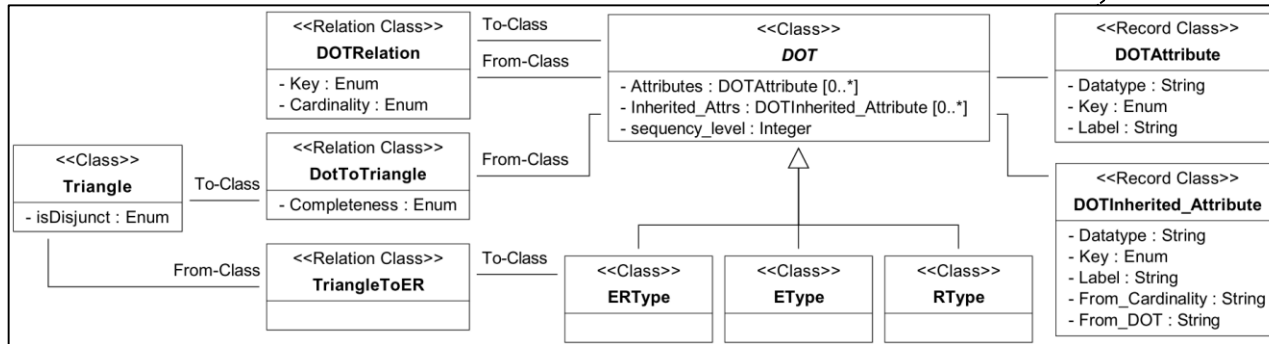 <<Relation Class>>
DOTRelation
- Key : Enum
- Cardinality : Enum
To-Class
From-Class
<<Class>>
DOT
- Attributes : DOTAttribute [0..*]
- Inherited_Attrs : DOTInherited_Attribute [0..*]
- sequency_level : Integer
<<Record Class>>
DOTAttribute
- Datatype : String
- Key : Enum
- Label : String
<<Class>>
Triangle
- isDisjunct : Enum
To-Class
<<Relation Class>>
DotToTriangle
- Completeness : Enum
From-Class
<<Record Class>>
DOTInherited_Attribute
- Datatype : String
- Key : Enum
- Label : String
- From_Cardinality : String
- From_DOT : String
From-Class
<<Relation Class>>
TriangleToER
To-Class
<<Class>>
ERType
<<Class>>
EType
<<Class>>
RType